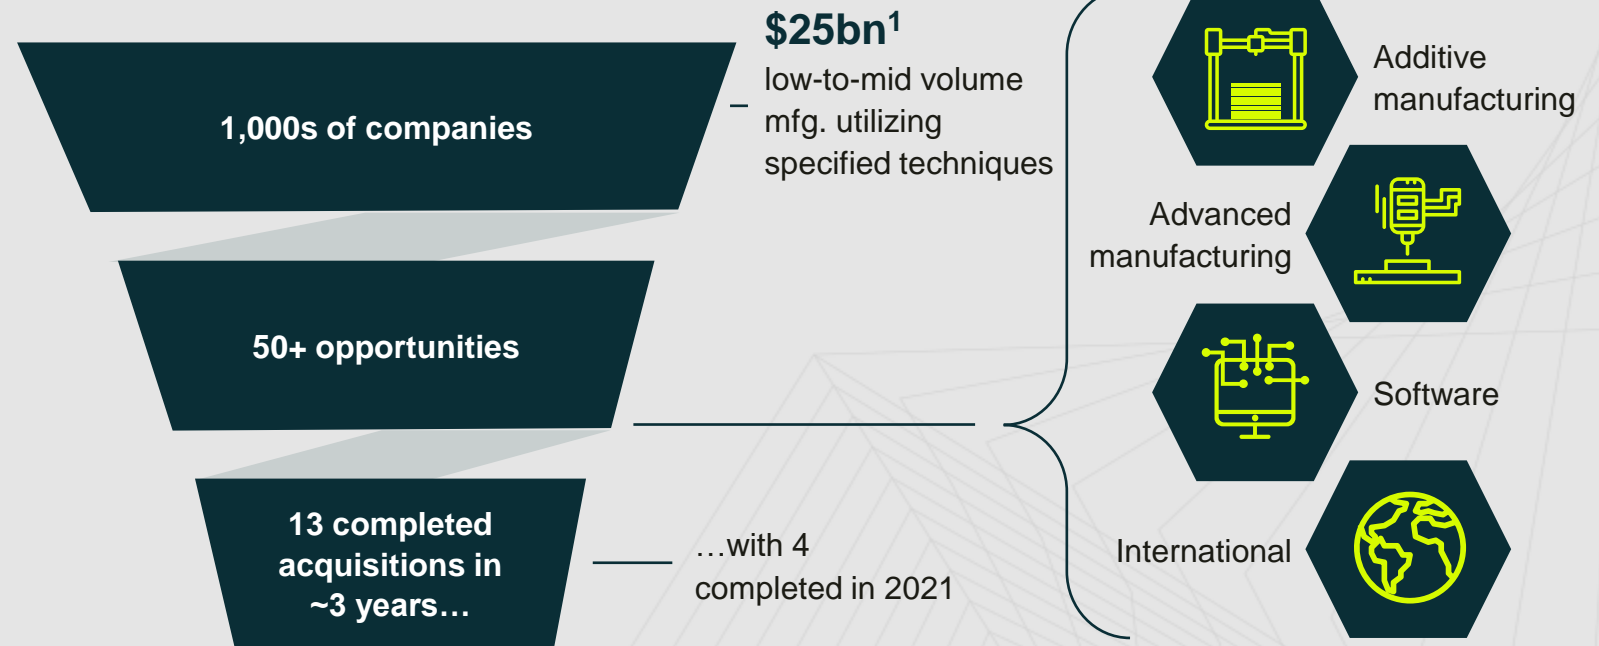 1,000s of companies
$25bn¹
low-to-mid volume
mfg. utilizing
specified techniques
50+ opportunities
Additive
manufacturing
Advanced
manufacturing
Software
International
13 completed
acquisitions in
~3 years…
…with 4
completed in 2021